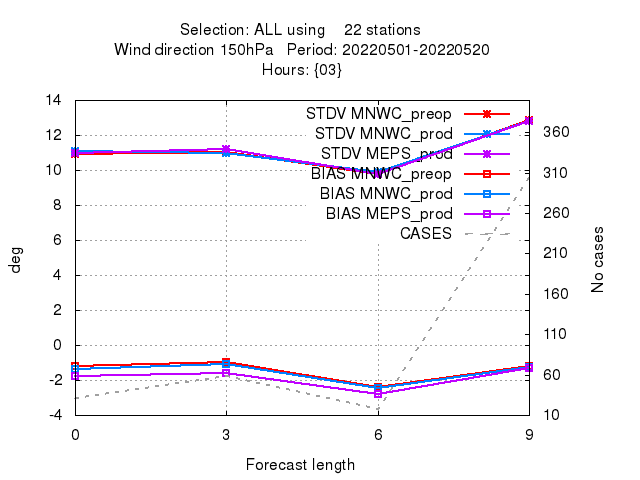 Selection: ALL using    22 stations
Wind direction 150hPa   Period: 20220501-20220520
Hours: {03}
STDV MNWC_preop
STDV MNWC_prod
STDV MEPS_prod
BIAS MNWC_preop
BIAS MNWC_prod
BIAS MEPS_prod
CASES
14
12
10
8
6
4
2
0
-2
-4
deg
360
310
260
210
160
110
60
10
No cases
0 3 6 9
Forecast length